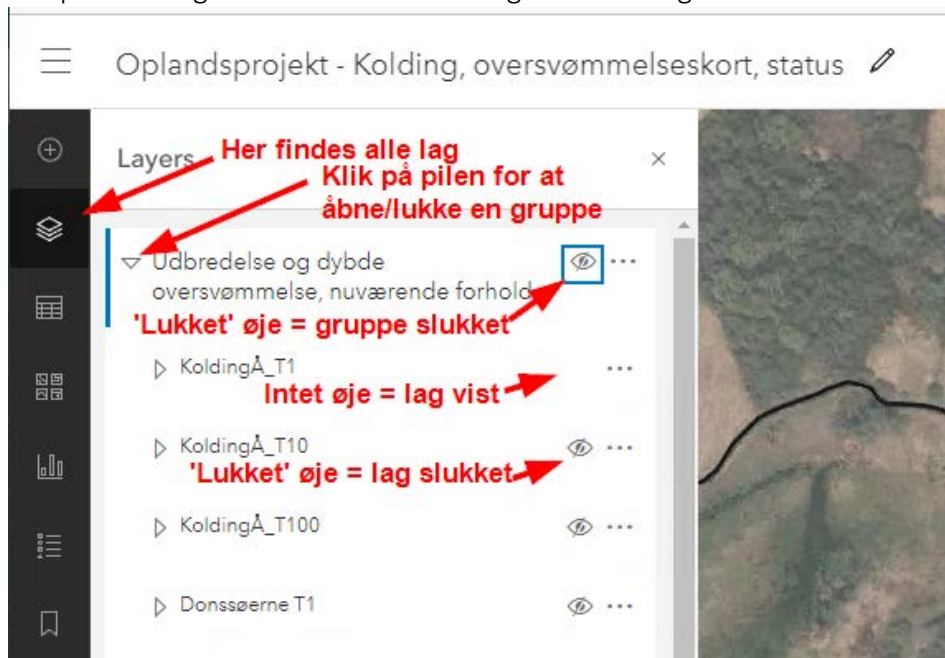 Oplandsprojekt - Kolding, oversvømmelseskort, status
Layers
Her findes alle lag
Klik på pilen for at
åbne/lukke en gruppe
Udbredelse og dybde
oversvømmelse, nuværende forhold
'Lukket' øje = gruppe slukket
KoldingÅ_T1
Intet øje = lag vist
KoldingÅ_T10
'Lukket' øje = lag slukket
KoldingÅ_T100
Donssøerne T1